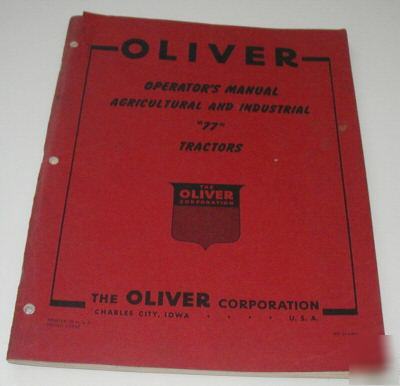 OLIVER
OPERATOR'S MANUAL
AGRICULTURAL AND INDUSTRIAL
"77"
TRACTORS
THE
OLIVER
CORPORATION
THE OLIVER CORPORATION
CHARLES CITY, IOWA . . . . . U. S. A.